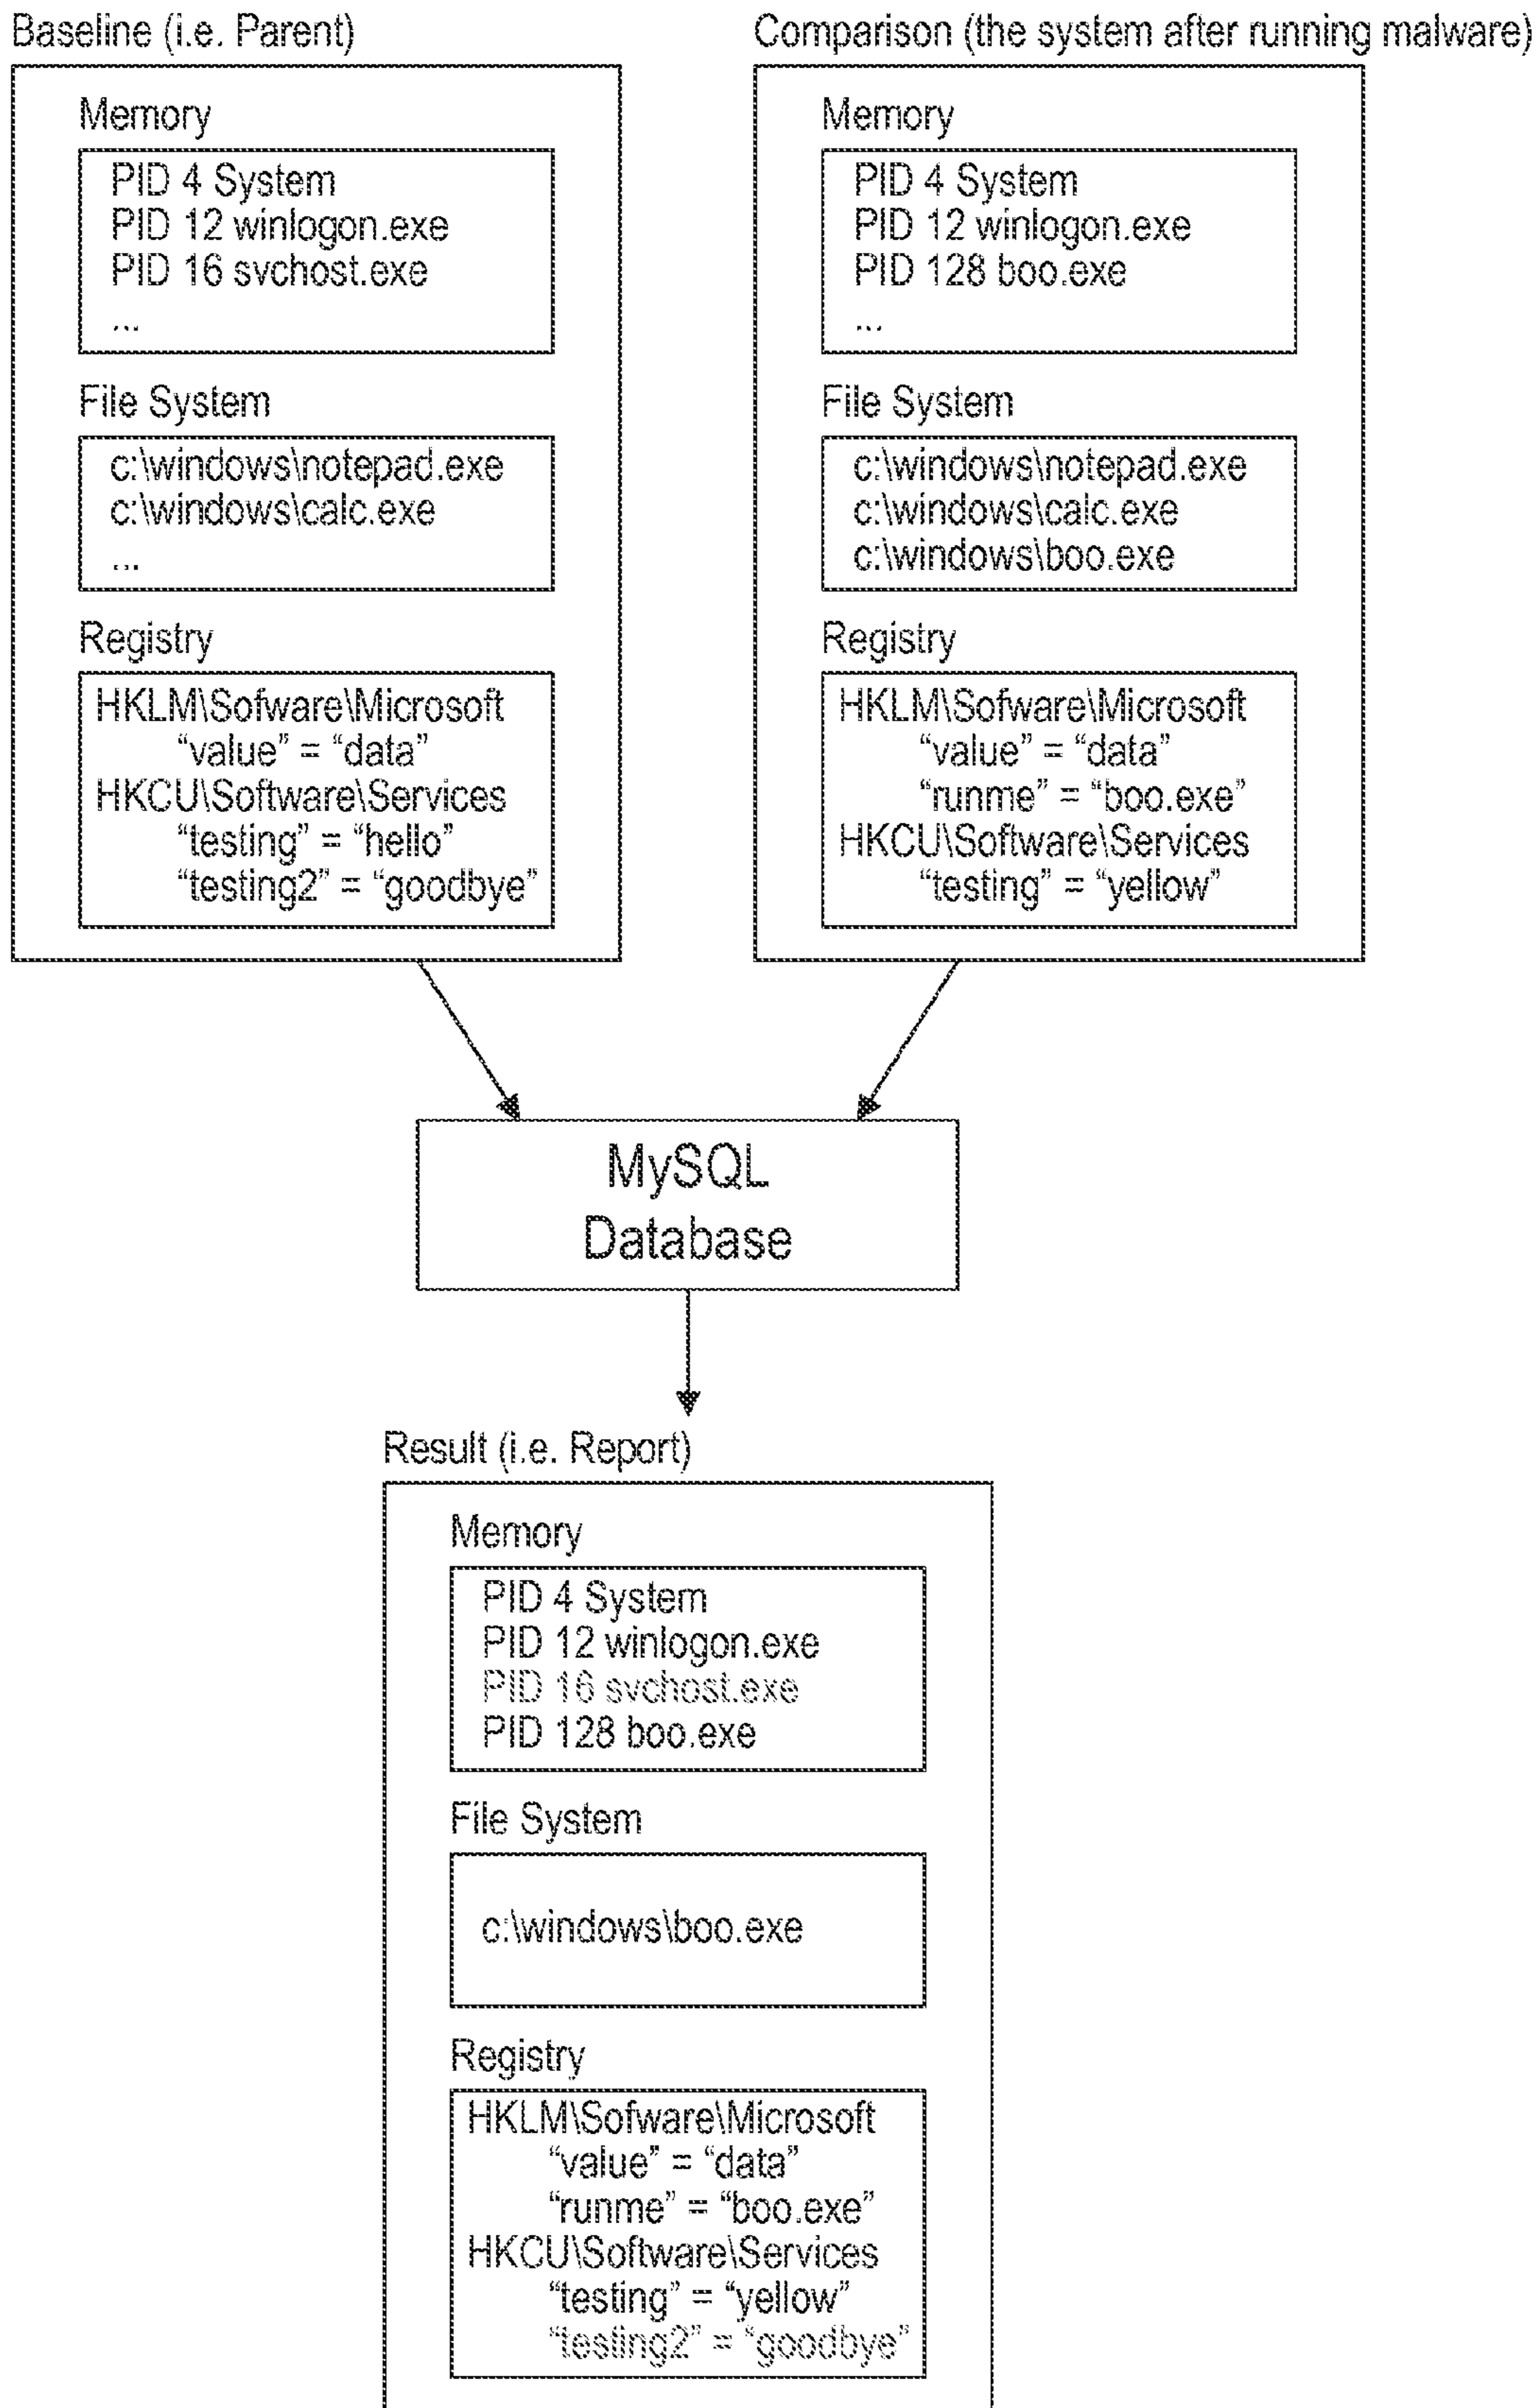 Baseline (i.e. Parent)
Memory
PID 4 System
PID 12 winlogon.exe
PID 16 svchost.exe
...
File System
c:\windows\notepad.exe
c:\windows\calc.exe
...
Registry
HKLM\Sofware\Microsoft
“value” = “data”
HKCU\Software\Services
“testing” = “hello”
“testing2” = “goodbye”
Comparison (the system after running malware)
Memory
PID 4 System
PID 12 winlogon.exe
PID 128 boo.exe
...
File System
c:\windows\notepad.exe
c:\windows\calc.exe
c:\windows\boo.exe
Registry
HKLM\Sofware\Microsoft
“value” = “data”
“runme” = “boo.exe”
HKCU\Software\Services
“testing” = “yellow”
MySQL
Database
Result (i.e. Report)
Memory
PID 4 System
PID 12 winlogon.exe
PID 16 svchost.exe
PID 128 boo.exe
File System
c:\windows\boo.exe
Registry
HKLM\Sofware\Microsoft
“value” = “data”
“runme” = “boo.exe”
HKCU\Software\Services
“testing” = “yellow”
“testing2” = “goodbye”